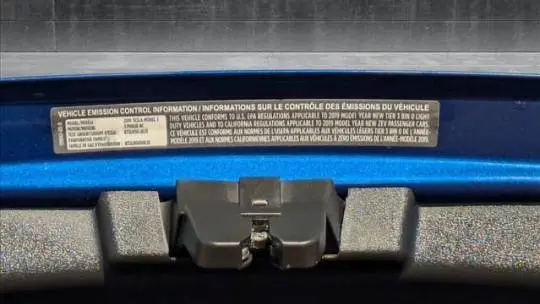 VEHICLE EMISSION CONTROL INFORMATION / INFORMATIONS SUR LE CONTRÔLE DES ÉMISSIONS DU VÉHICULE
MODEL/MODÈLE 2019 TESLA MODEL 3
THIS VEHICLE CONFORMS TO U.S. EPA REGULATIONS APPLICABLE TO 2019 MODEL YEAR NEW TIER 3 BIN 0 LIGHT
DUTY VEHICLES AND TO CALIFORNIA REGULATIONS APPLICABLE TO 2019 MODEL YEAR NEW ZEV PASSENGER CARS.
CE VÉHICULE EST CONFORME AUX NORMES DE L'USEPA APPLICABLES AUX VÉHICULES LÉGERS TIER 3 BIN 0 DE L'ANNÉE-
MODÈLE 2019 ET AUX NORMES CALIFORNIENNES APPLICABLES AUX VÉHICULES À ZÉRO ÉMISSIONS DE L'ANNÉE-MODÈLE 2019.